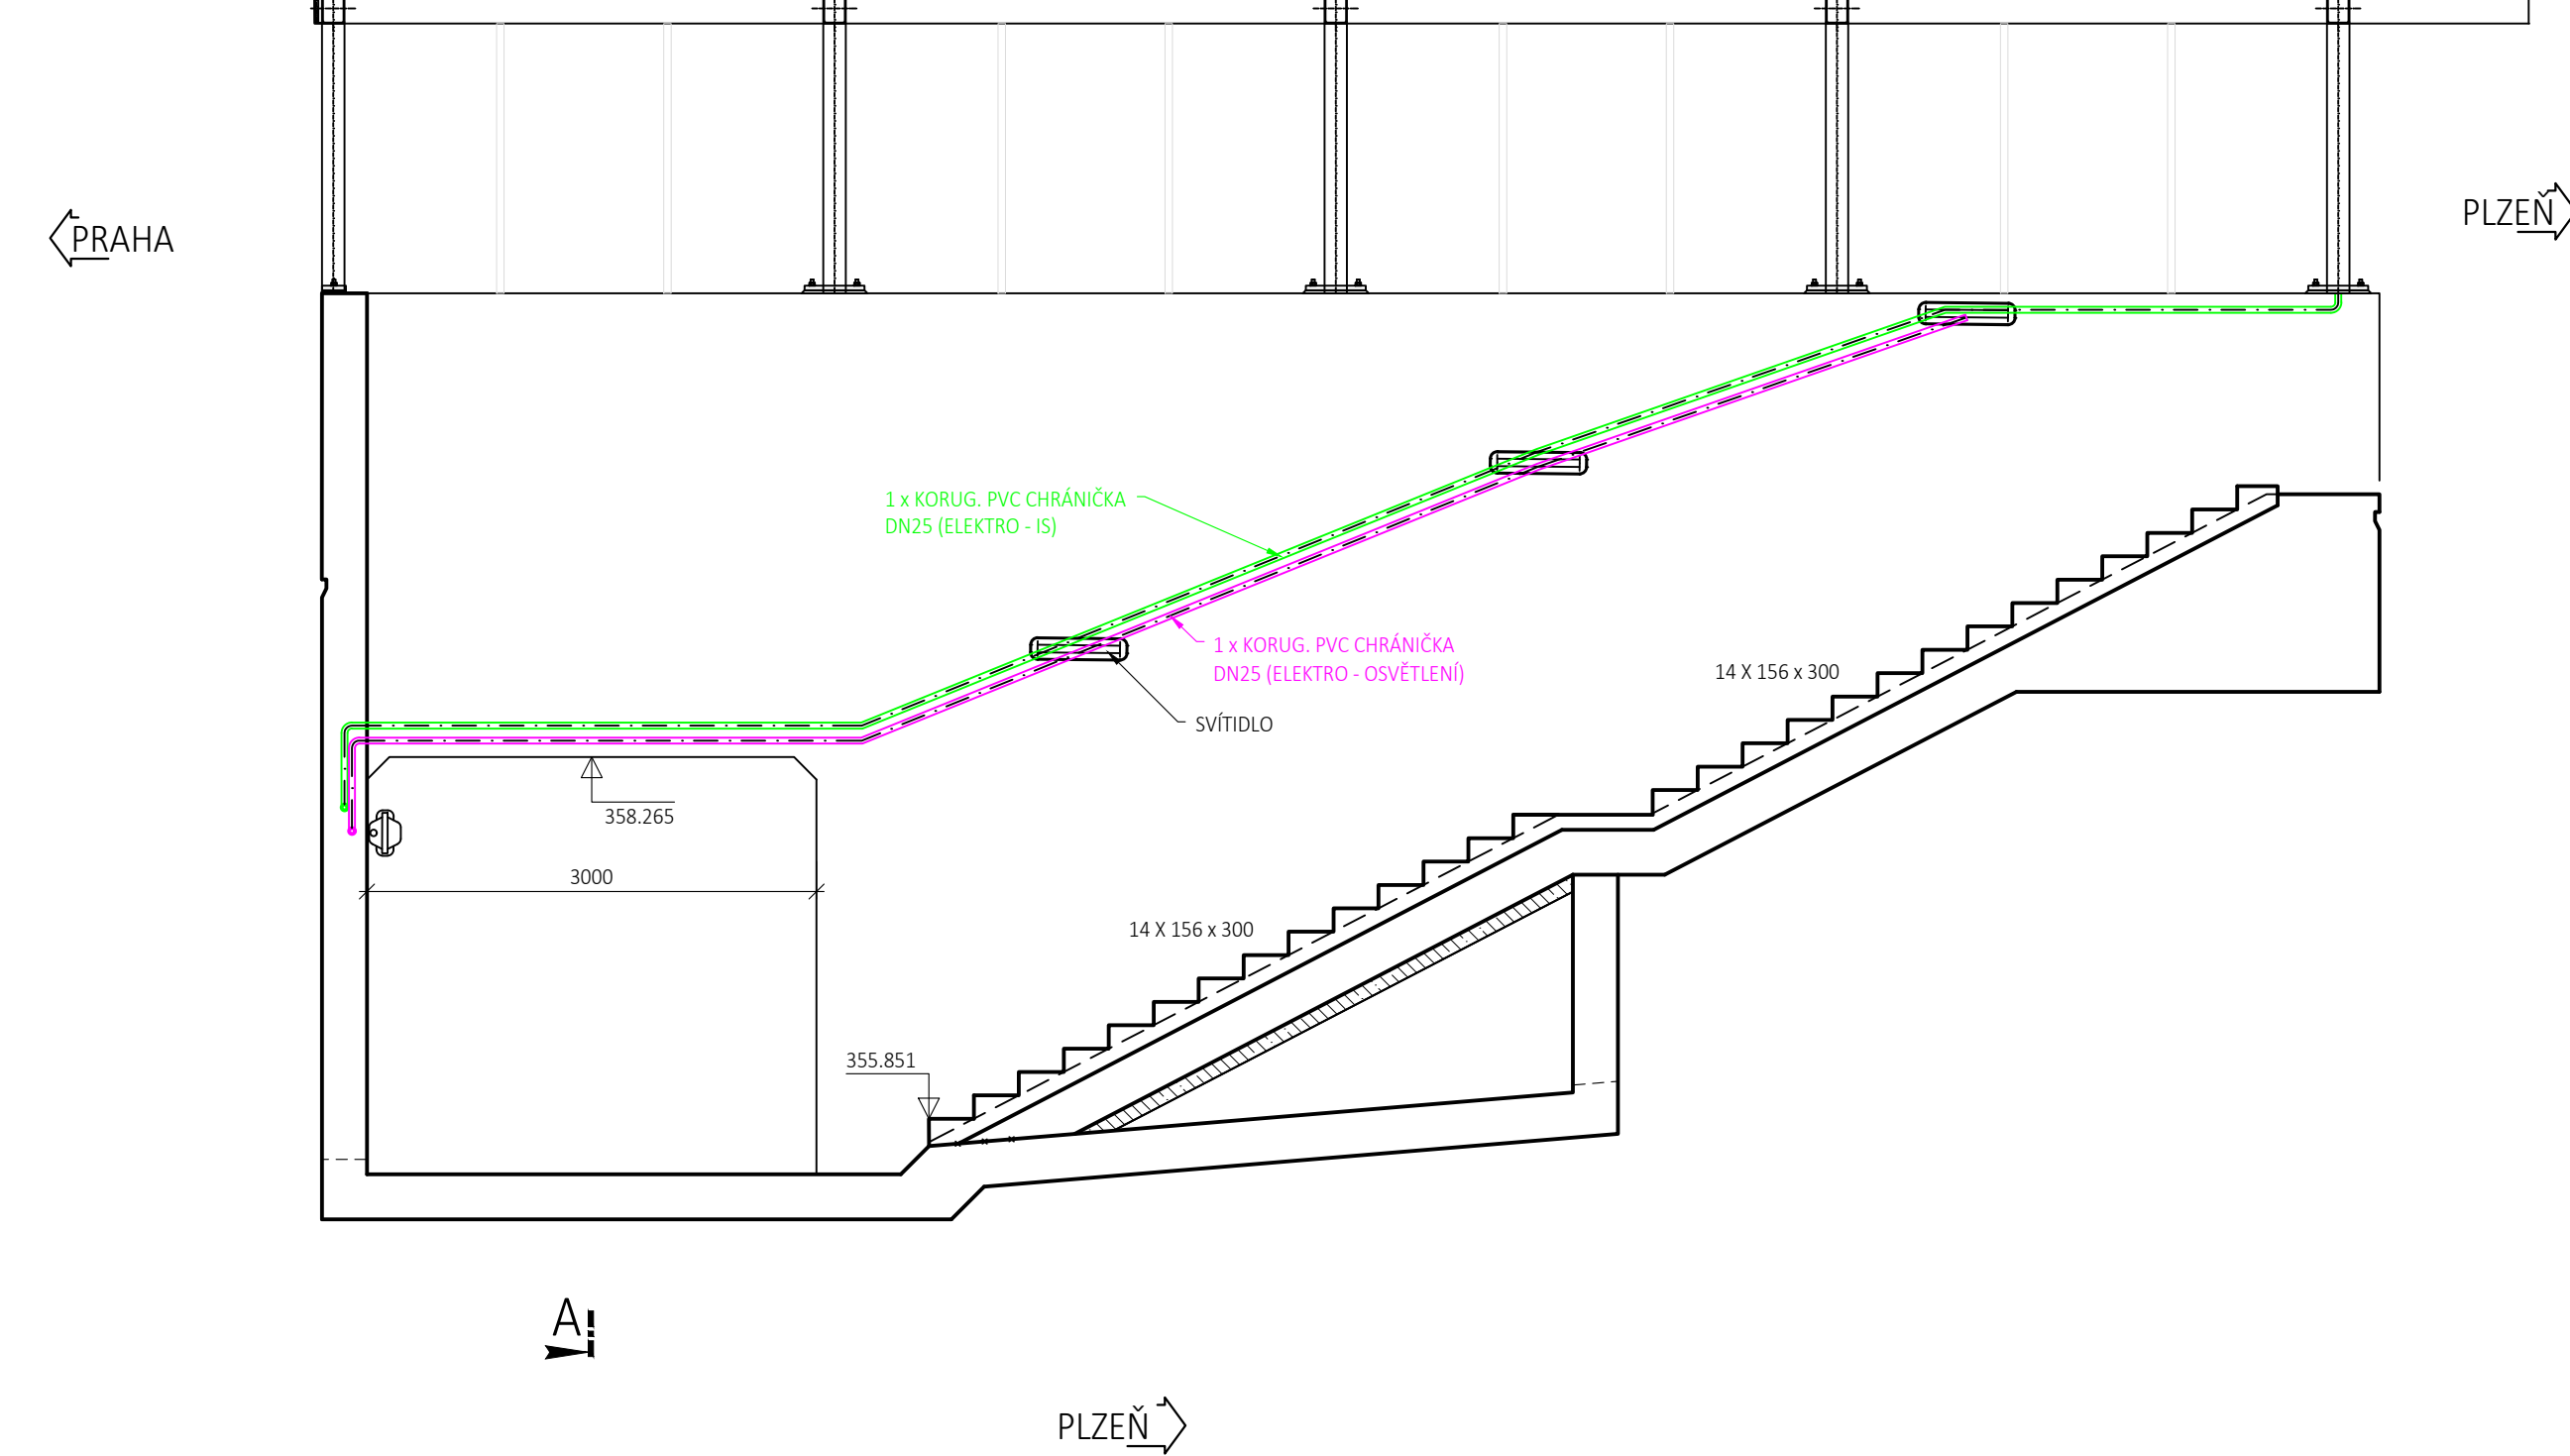 PRAHA
PLZEŇ
1 x KORUG. PVC CHRÁNIČKA
DN25 (ELEKTRO - IS)
1 x KORUG. PVC CHRÁNIČKA
DN25 (ELEKTRO - OSVĚTLENÍ)
SVÍTIDLO
14 X 156 x 300
358.265
3000
14 X 156 x 300
355.851
A
PLZEŇ